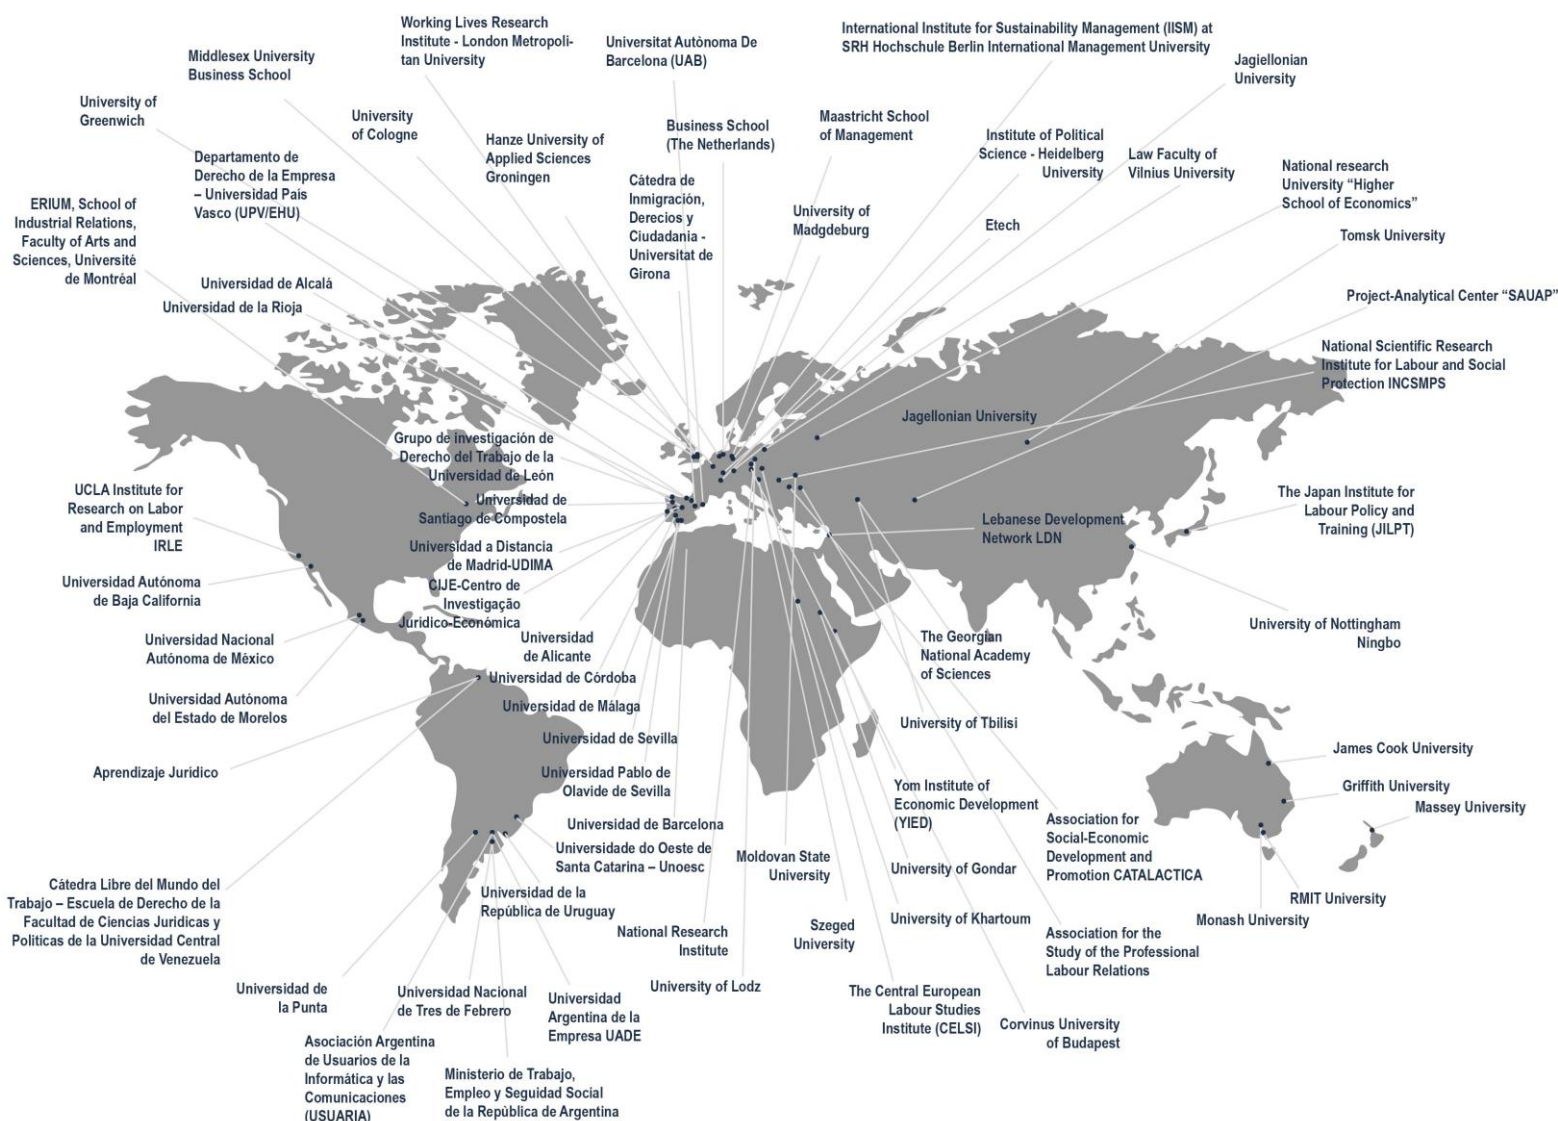 Working Lives Research
Institute - London Metropoli-
tan University
Universitat Autònoma De
Barcelona (UAB)
International Institute for Sustainability Management (IISM) at
SRH Hochschule Berlin International Management University
Middlesex University
Business School
Jagiellonian
University
University of
Greenwich
University
of Cologne
Hanze University of
Applied Sciences
Groningen
Business School
(The Netherlands)
Maastricht School
of Management
Institute of Political
Science - Heidelberg
University
Law Faculty of
Vilnius University
National research
University “Higher
School of Economics”
Departamento de
Derecho de la Empresa
– Universidad País
Vasco (UPV/EHU)
Cátedra de
Inmigración,
Derecios y
Ciudadania -
Universitat de
Girona
University of
Madgdeburg
Etech
Tomsk University
ERIUM, School of
Industrial Relations,
Faculty of Arts and
Sciences, Université
de Montréal
Universidad de Alcalá
Universidad de la Rioja
Project-Analytical Center “SAUAP”
National Scientific Research
Institute for Labour and Social
Protection INCSMPS
Jagellonian University
Grupo de investigación de
Derecho del Trabajo de la
Universidad de León
UCLA Institute for
Research on Labor
and Employment
IRLE
Universidad de
Santiago de Compostela
The Japan Institute for
Labour Policy and
Training (JILPT)
Lebanese Development
Network LDN
Universidad a Distancia
de Madrid-UDIMA
Universidad Autónoma
de Baja California
CIJE-Centro de
Investigação
Jurídico-Económica
Universidad Nacional
Autónoma de México
Universidad
de Alicante
The Georgian
National Academy
of Sciences
University of Nottingham
Ningbo
Universidad de Córdoba
Universidad Autònoma
del Estado de Morelos
Universidad de Málaga
University of Tbilisi
Universidad de Sevilla
James Cook University
Aprendizaje Jurídico
Universidad Pablo de
Olavide de Sevilla
Yom Institute of
Economic Development
(YIED)
Griffith University
Massey University
Universidad de Barcelona
Association for
Social-Economic
Development and
Promotion CATALACTICA
Universidade do Oeste de
Santa Catarina – Unoesc
Moldovan State
University
University of Gondar
Cátedra Libre del Mundo del
Trabajo – Escuela de Derecho de la
Facultad de Ciencias Juridicas y
Politicas de la Universidad Central
de Venezuela
Universidad de la
República de Uruguay
RMIT University
Monash University
University of Khartoum
Szeged
University
National Research
Institute
Association for the
Study of the Professional
Labour Relations
Universidad de
la Punta
Universidad Nacional
de Tres de Febrero
University of Lodz
Universidad
Argentina de la
Empresa UADE
The Central European
Labour Studies
Institute (CELSI)
Corvinus University
of Budapest
Asociación Argentina
de Usuarios de la
Informática y las
Comunicaciones
(USUARIA)
Ministerio de Trabajo,
Empleo y Seguidad Social
de la Repùblica de Argentina